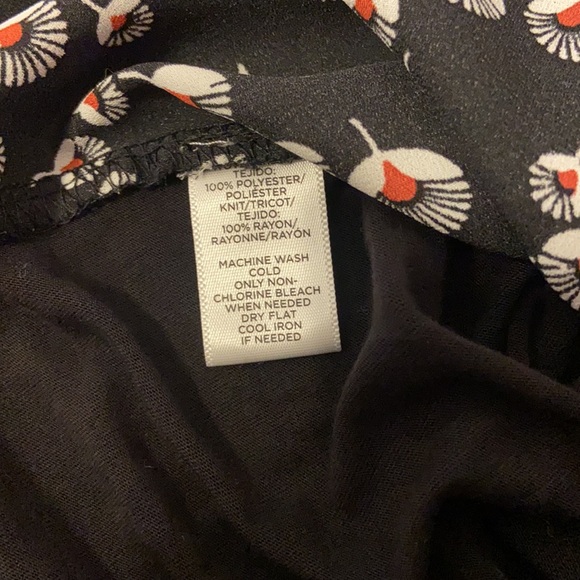 TEJIDO:
100% POLYESTER/
POLIÉSTER
KNIT/TRICOT/
TEJIDO:
100% RAYON/
RAYONNE/RAYÓN
MACHINE WASH
COLD
ONLY NON-
CHLORINE BLEACH
WHEN NEEDED
DRY FLAT
COOL IRON
IF NEEDED